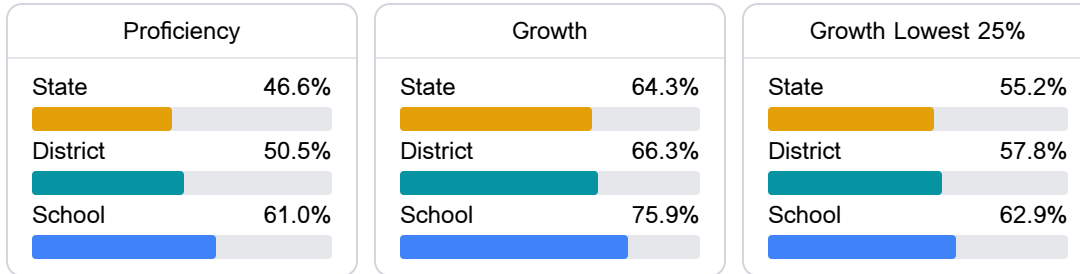 Proficiency
State 46.6%
District 50.5%
School 61.0%
Growth
State 64.3%
District 66.3%
School 75.9%
Growth Lowest 25%
State 55.2%
District 57.8%
School 62.9%